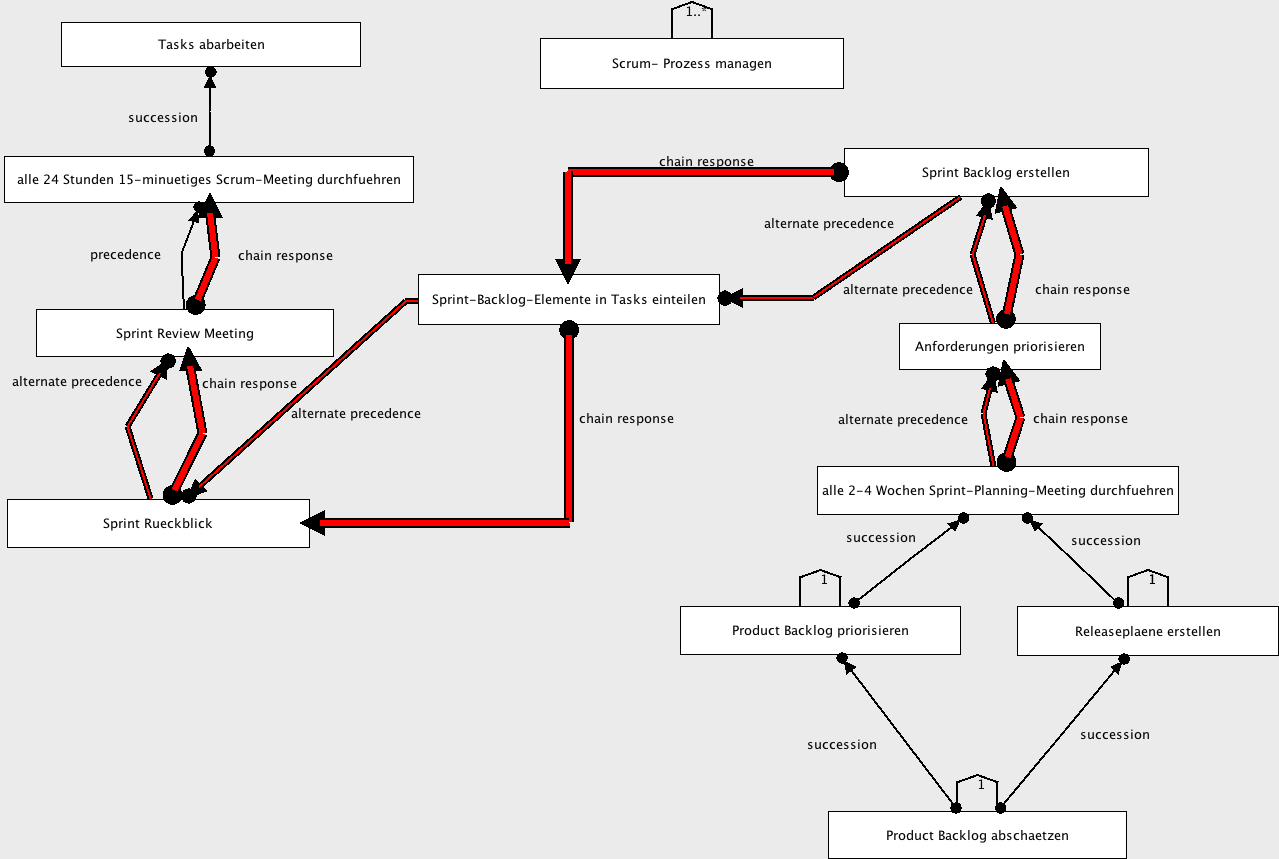 1..*
Tasks abarbeiten
Scrum- Prozess managen
succession
chain response
alle 24 Stunden 15-minuetiges Scrum-Meeting durchfuehren
Sprint Backlog erstellen
alternate precedence
precedence
chain response
alternate precedence
chain response
Sprint-Backlog-Elemente in Tasks einteilen
Sprint Review Meeting
Anforderungen priorisieren
alternate precedence
chain response
alternate precedence
chain response
alternate precedence
chain response
alle 2-4 Wochen Sprint-Planning-Meeting durchfuehren
Sprint Rueckblick
succession
succession
1
1
Product Backlog priorisieren
Releaseplaene erstellen
succession
succession
1
Product Backlog abschaetzen